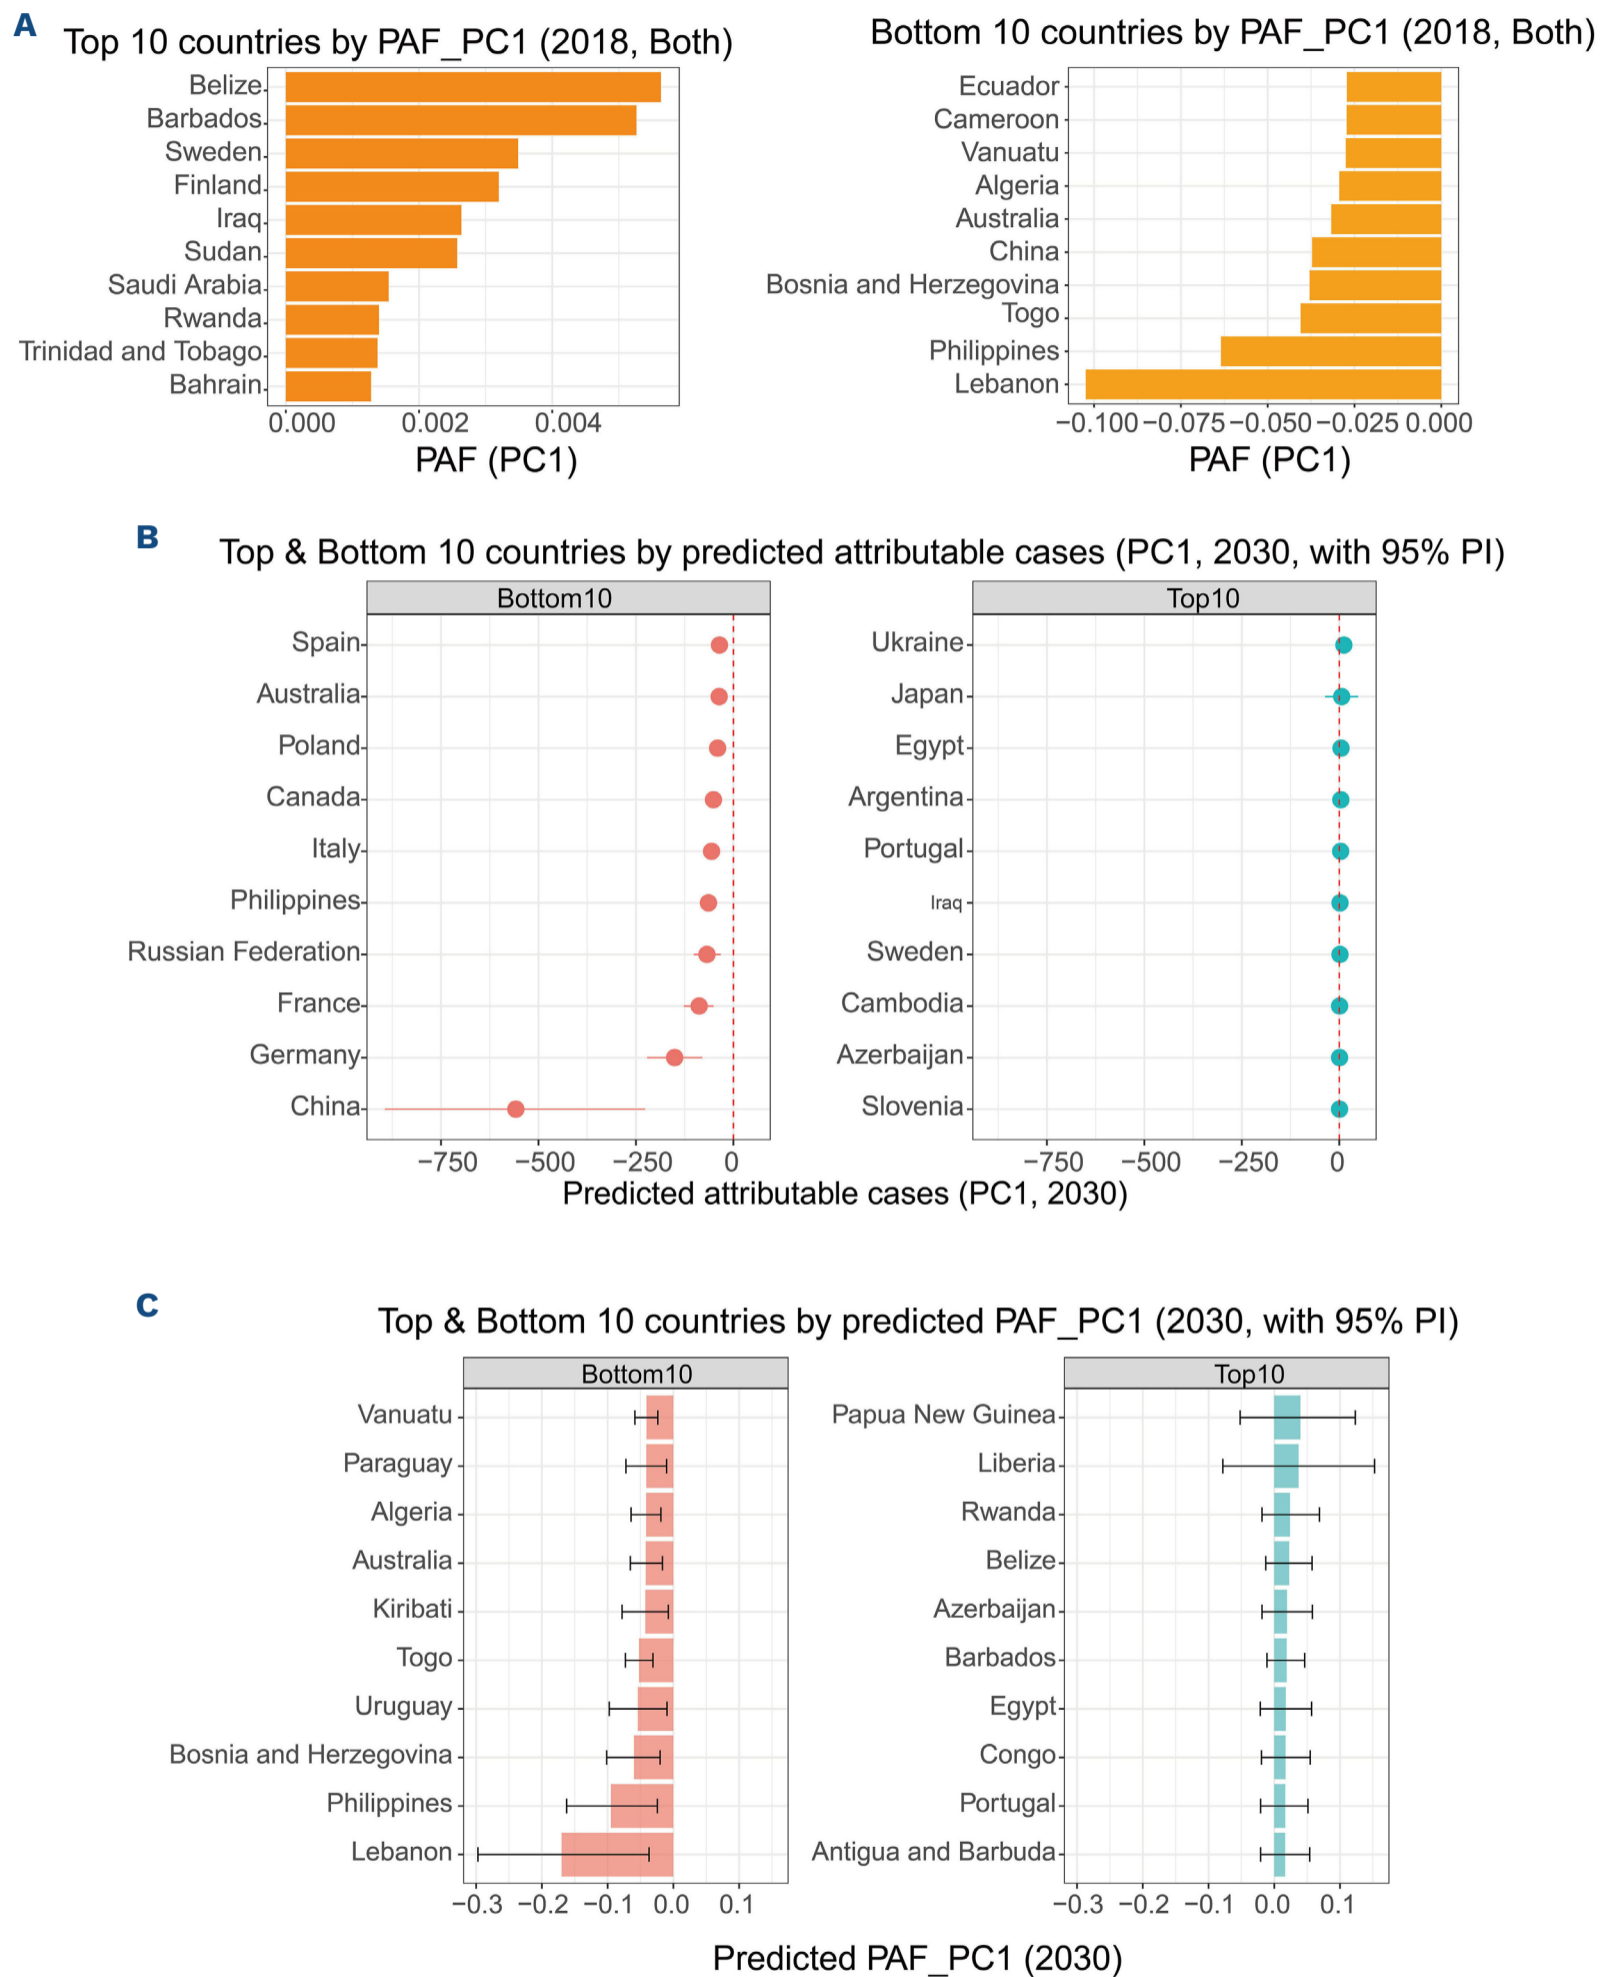 A
Top 10 countries by PAF_PC1 (2018, Both)
Belize
Barbados
Sweden
Finland
Iraq
Sudan
Saudi Arabia
Rwanda
Trinidad and Tobago
Bahrain
0.000 0.002 0.004
PAF (PC1)
Bottom 10 countries by PAF_PC1 (2018, Both)
Ecuador
Cameroon
Vanuatu
Algeria
Australia
China
Bosnia and Herzegovina
Togo
Philippines
Lebanon
−0.100 −0.075 −0.050 −0.025 0.000
PAF (PC1)
B
Top & Bottom 10 countries by predicted attributable cases (PC1, 2030, with 95% PI)
Bottom10
Spain
Australia
Poland
Canada
Italy
Philippines
Russian Federation
France
Germany
China
−750 −500 −250 0
Top10
Ukraine
Japan
Egypt
Argentina
Portugal
Iraq
Sweden
Cambodia
Azerbaijan
Slovenia
−750 −500 −250 0
Predicted attributable cases (PC1, 2030)
C
Top & Bottom 10 countries by predicted PAF_PC1 (2030, with 95% PI)
Bottom10
Vanuatu
Paraguay
Algeria
Australia
Kiribati
Togo
Uruguay
Bosnia and Herzegovina
Philippines
Lebanon
−0.3 −0.2 −0.1 0.0 0.1
Top10
Papua New Guinea
Liberia
Rwanda
Belize
Azerbaijan
Barbados
Egypt
Congo
Portugal
Antigua and Barbuda
−0.3 −0.2 −0.1 0.0 0.1
Predicted PAF_PC1 (2030)